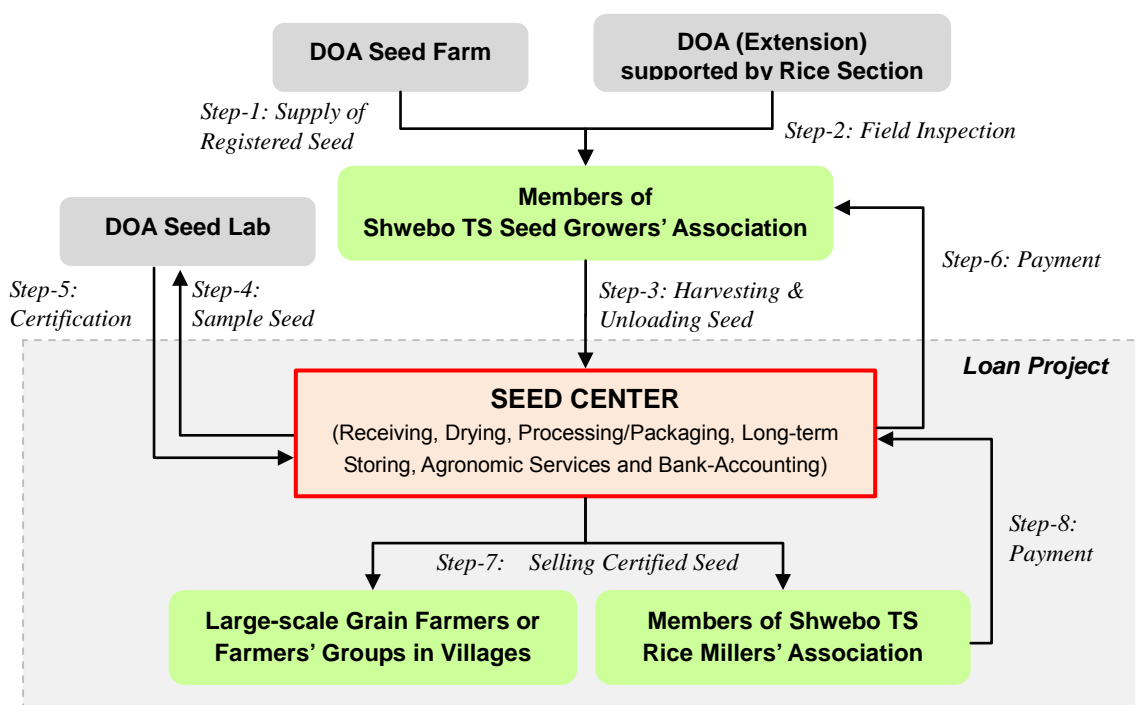 DOA Seed Farm
DOA (Extension)
supported by Rice Section
Step-1: Supply of
Registered Seed
Step-2: Field Inspection
Members of
Shwebo TS Seed Growers’ Association
DOA Seed Lab
Step-6: Payment
Step-5:
Certification
Step-4:
Sample Seed
Step-3: Harvesting &
Unloading Seed
Loan Project
SEED CENTER
(Receiving, Drying, Processing/Packaging, Long-term
Storing, Agronomic Services and Bank-Accounting)
Step-8:
Payment
Step-7: Selling Certified Seed
Large-scale Grain Farmers or
Farmers’ Groups in Villages
Members of Shwebo TS
Rice Millers’ Association